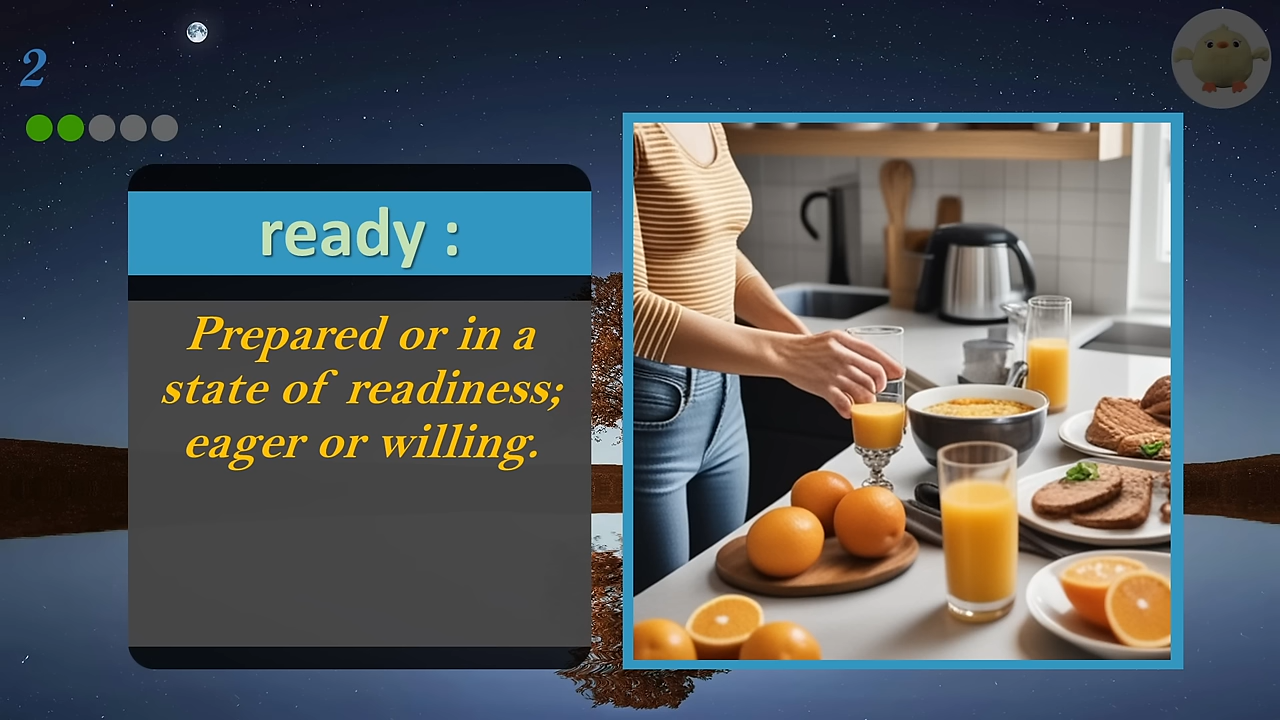 2
ready :
Prepared or in a
state of readiness;
eager or willing.